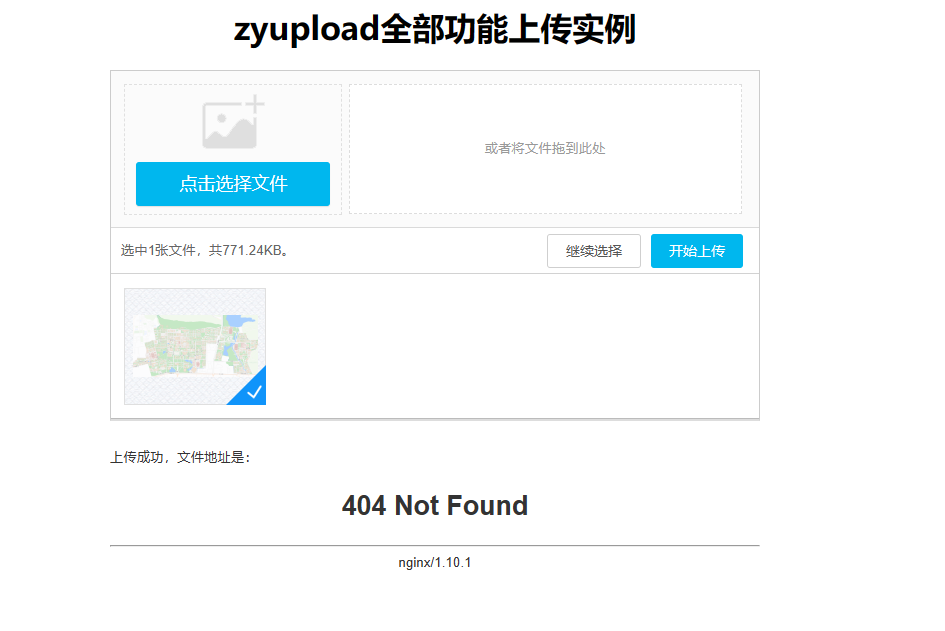 zyupload全部功能上传实例
点击选择文件
或者将文件拖到此处
选中1张文件，共771.24KB。
继续选择
开始上传
上传成功，文件地址是：
404 Not Found
nginx/1.10.1